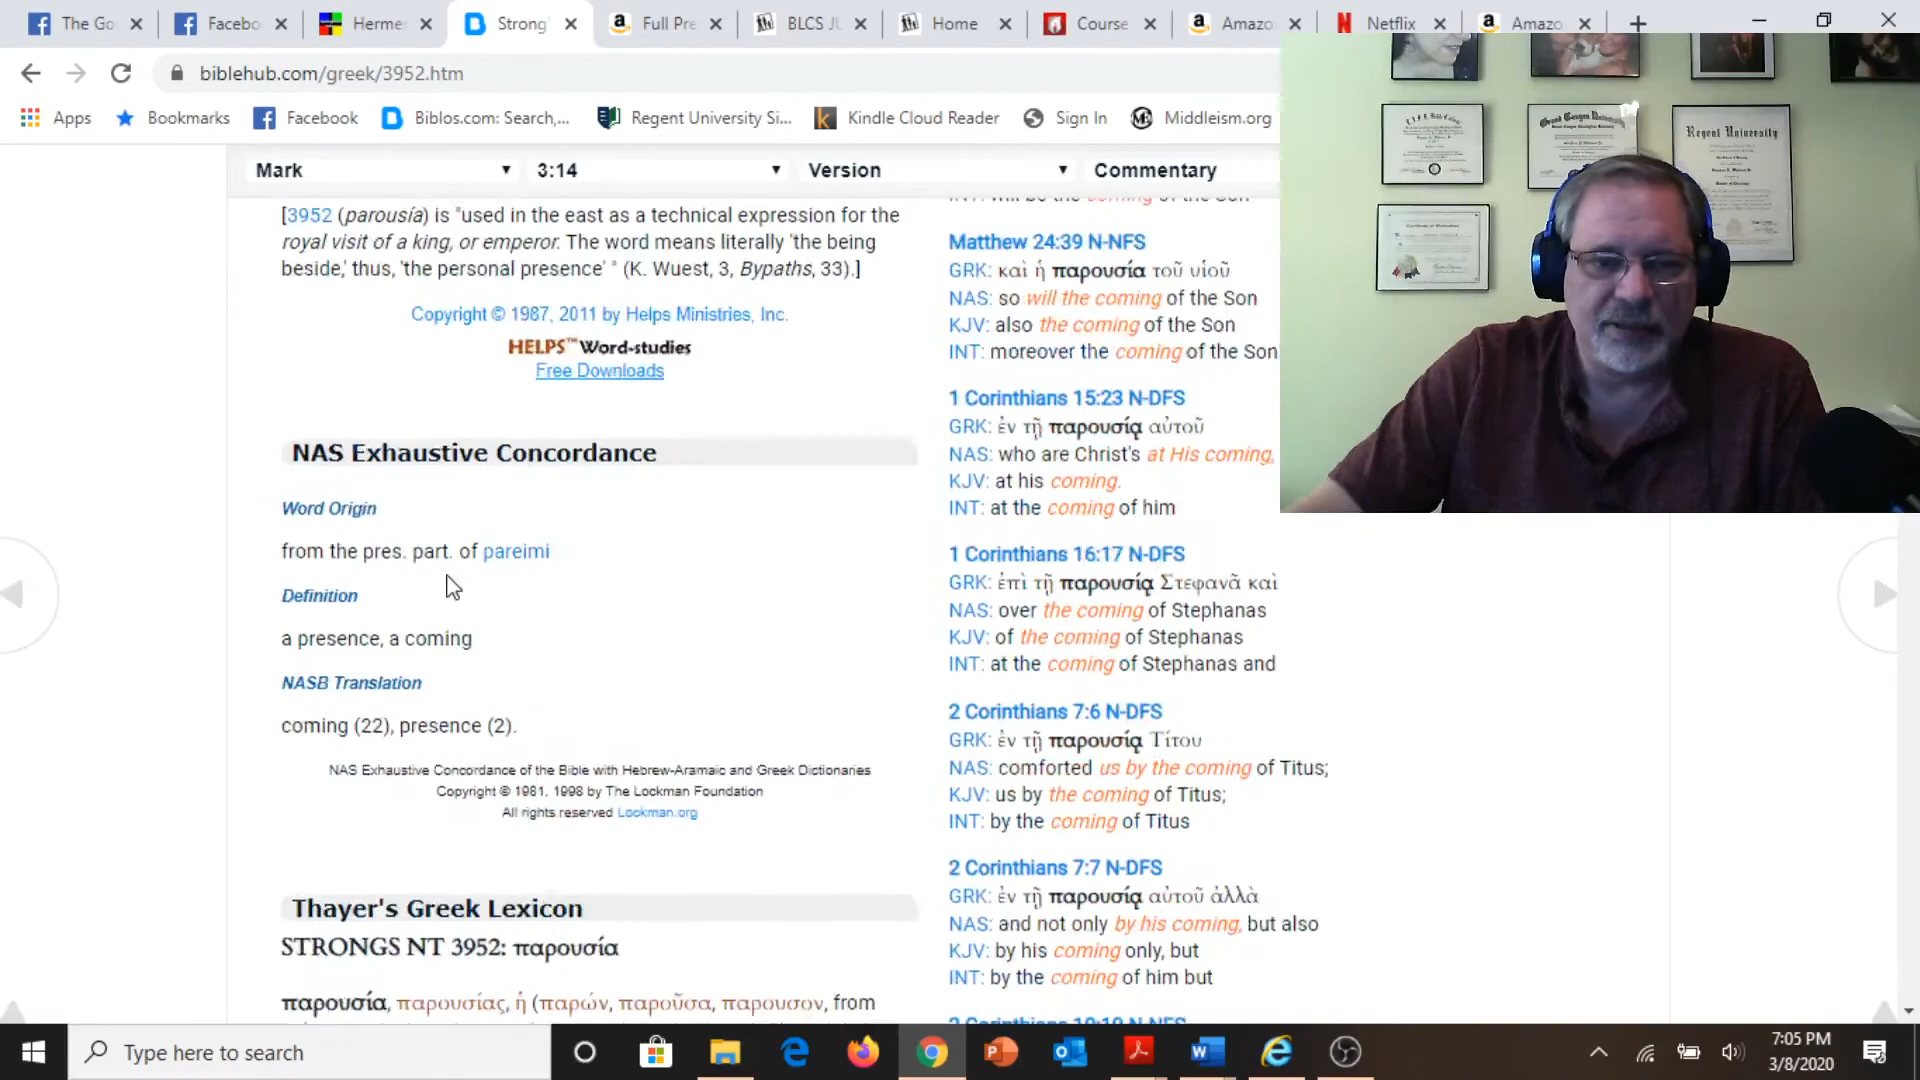 The Go
Facebo
Herme
Strong'
Full Pre
BLCS JU
Home
Course
Amazo
Netflix
Amazo
biblehub.com/greek/3952.htm
Apps
Bookmarks
Facebook
Biblos.com: Search,...
Regent University Si...
Kindle Cloud Reader
Sign In
Middleism.org
Mark
3:14
Version
Commentary
[3952 (parousía) is "used in the east as a technical expression for the
royal visit of a king, or emperor. The word means literally 'the being
beside,' thus, 'the personal presence' " (K. Wuest, 3, Bypaths, 33).]
Copyright © 1987, 2011 by Helps Ministries, Inc.
HELPS™ Word-studies
Free Downloads
NAS Exhaustive Concordance
Word Origin
from the pres. part. of pareimi
Definition
a presence, a coming
NASB Translation
coming (22), presence (2).
NAS Exhaustive Concordance of the Bible with Hebrew-Aramaic and Greek Dictionaries
Copyright © 1981, 1998 by The Lockman Foundation
All rights reserved Lockman.org
Thayer's Greek Lexicon
STRONGS NT 3952: παρουσία
παρουσία, παρουσίας, ἡ (παρών, παροῦσα, παρουσον, from
INT: will be the coming of the Son
Matthew 24:39 N-NFS
GRK: καὶ ἡ παρουσία τοῦ υἱοῦ
NAS: so will the coming of the Son
KJV: also the coming of the Son
INT: moreover the coming of the Son
1 Corinthians 15:23 N-DFS
GRK: ἐν τῇ παρουσίᾳ αὐτοῦ
NAS: who are Christ's at His coming,
KJV: at his coming.
INT: at the coming of him
1 Corinthians 16:17 N-DFS
GRK: ἐπὶ τῇ παρουσίᾳ Στεφανᾶ καὶ
NAS: over the coming of Stephanas
KJV: of the coming of Stephanas
INT: at the coming of Stephanas and
2 Corinthians 7:6 N-DFS
GRK: ἐν τῇ παρουσίᾳ Τίτου
NAS: comforted us by the coming of Titus;
KJV: us by the coming of Titus;
INT: by the coming of Titus
2 Corinthians 7:7 N-DFS
GRK: ἐν τῇ παρουσίᾳ αὐτοῦ ἀλλὰ
NAS: and not only by his coming, but also
KJV: by his coming only, but
INT: by the coming of him but
2 Corinthians 10:10 N-NFS
Regent University
Type here to search
7:05 PM
3/8/2020